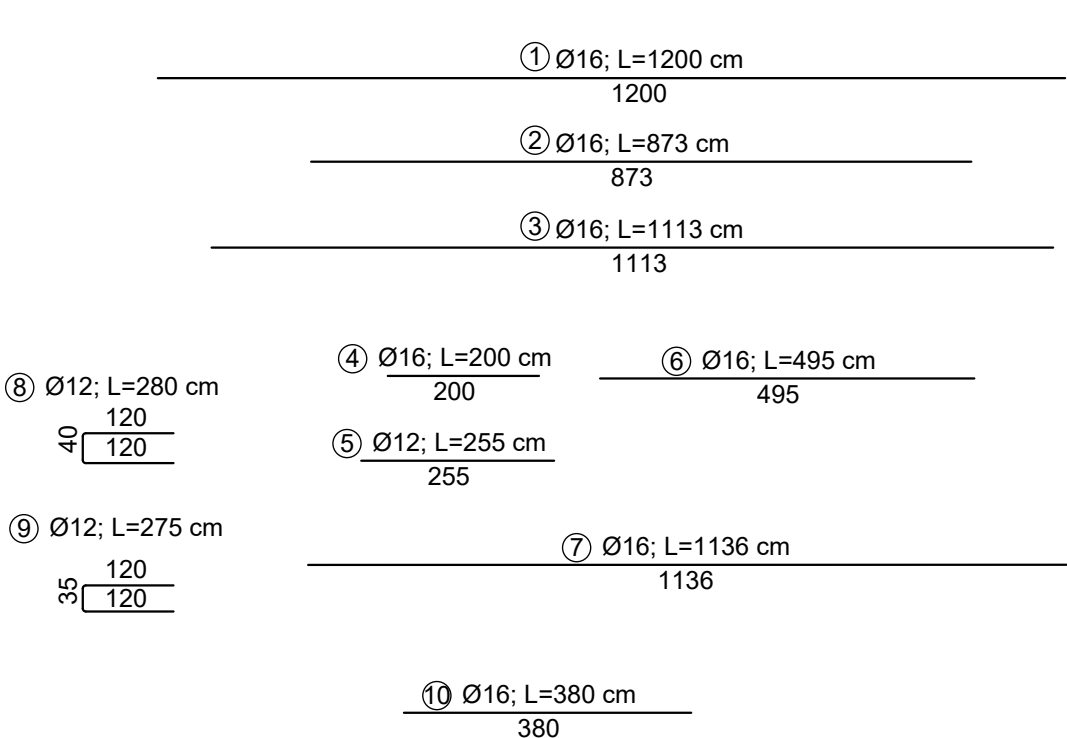 1 Ø16; L=1200 cm
1200
2 Ø16; L=873 cm
873
3 Ø16; L=1113 cm
1113
4 Ø16; L=200 cm
200
6 Ø16; L=495 cm
495
8 Ø12; L=280 cm
120
40
120
5 Ø12; L=255 cm
255
9 Ø12; L=275 cm
120
35
120
7 Ø16; L=1136 cm
1136
10 Ø16; L=380 cm
380